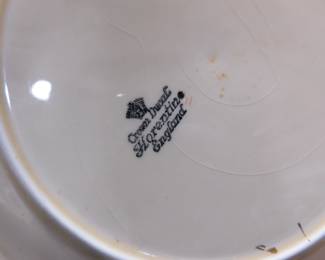 Crown Ducal
Florentine
England